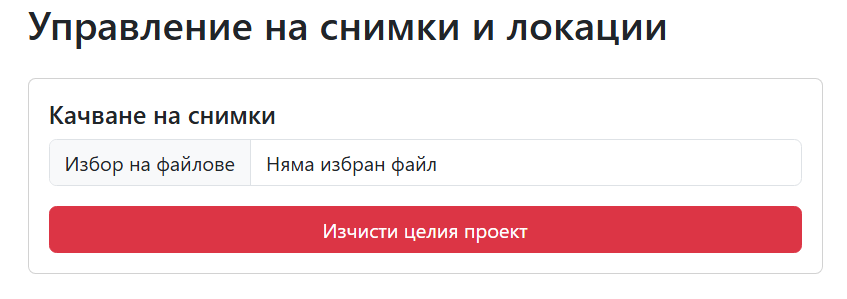 Управление на снимки и локации
Качване на снимки
Избор на файлове Няма избран файл
Изчисти целия проект